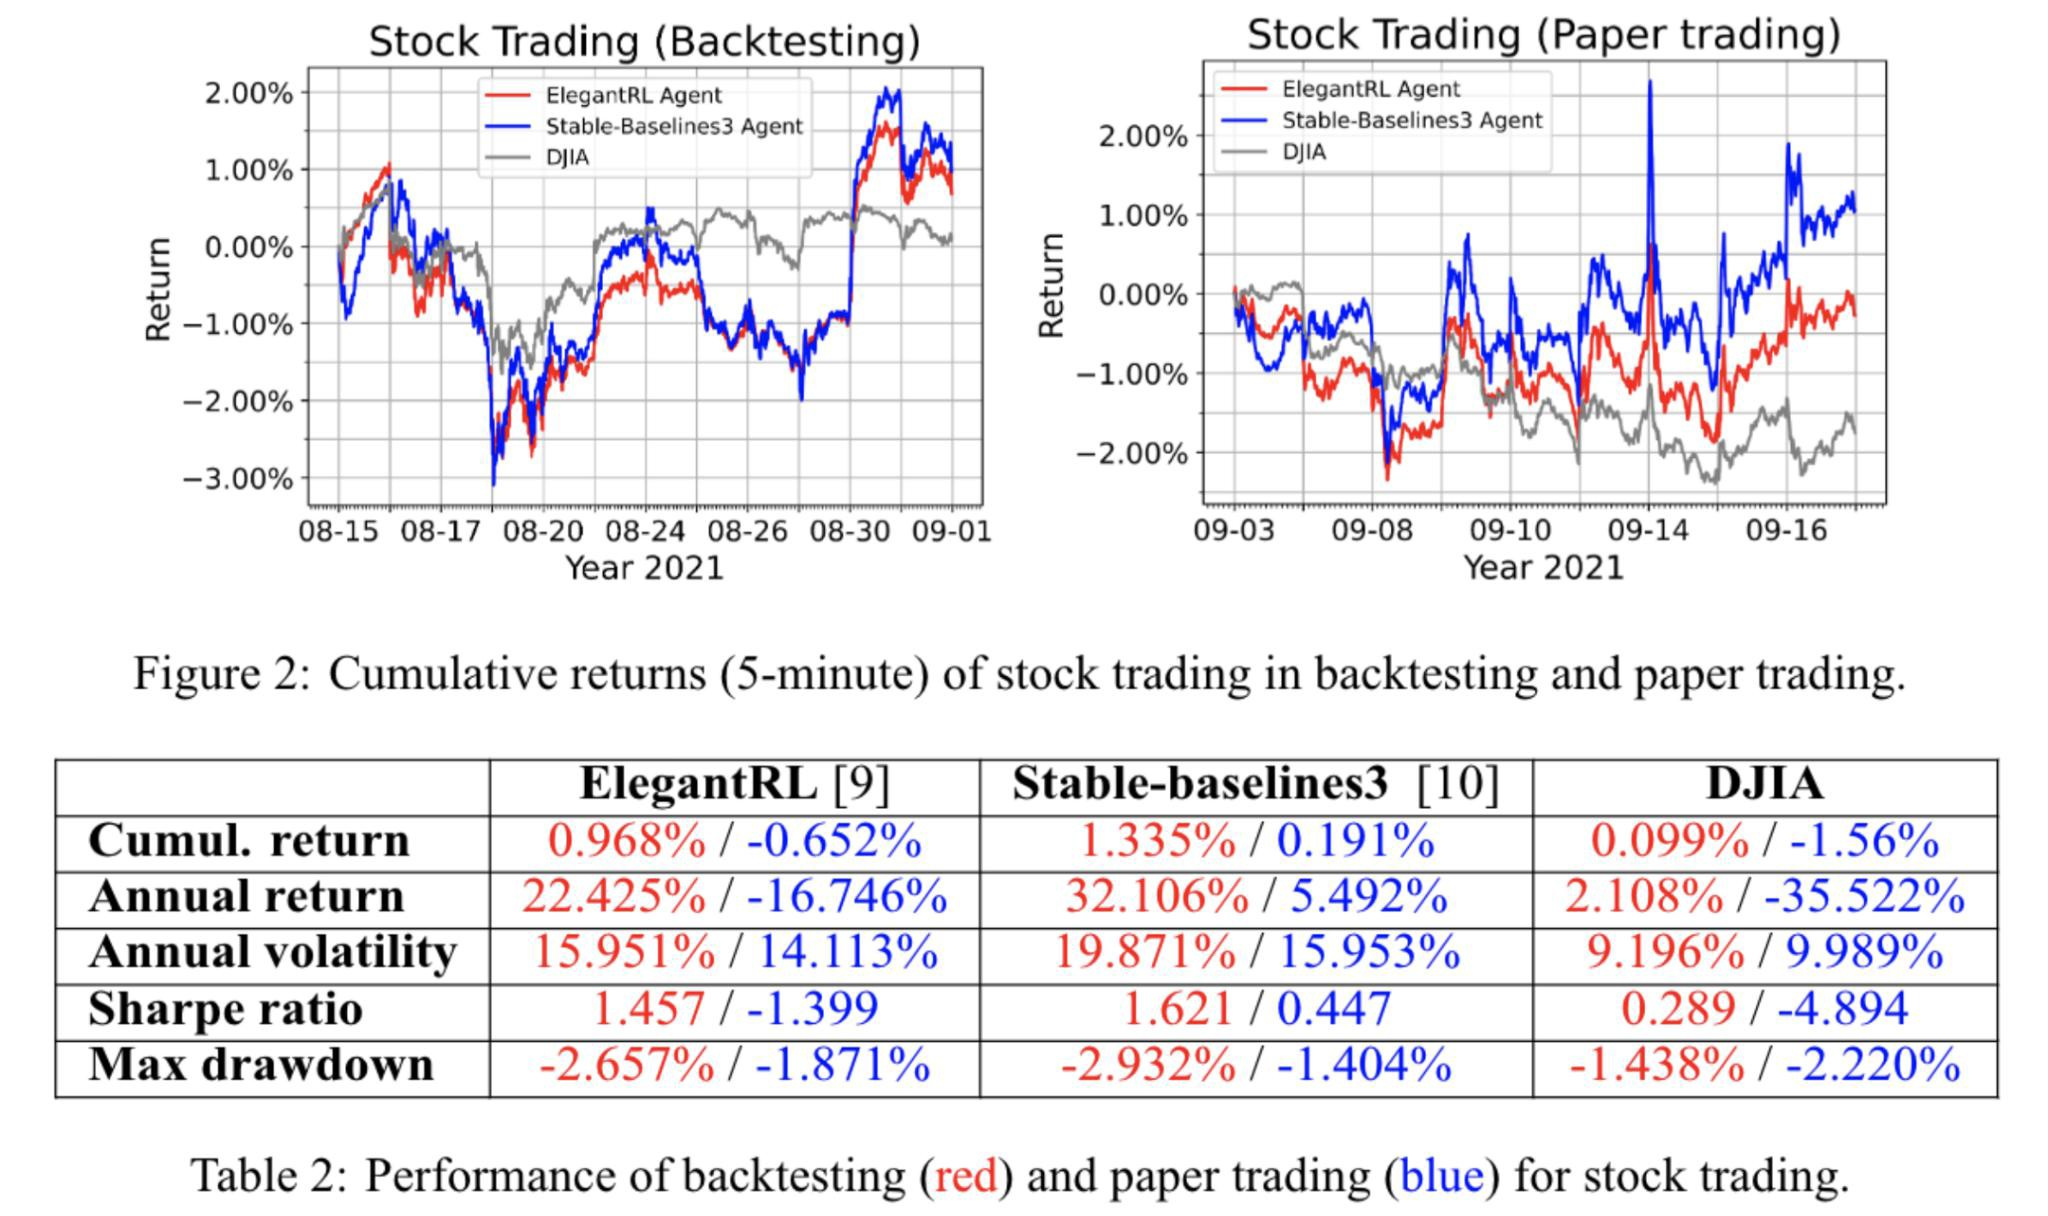 Stock Trading (Backtesting)
ElegantRL Agent
Stable-Baselines3 Agent
DJIA
2.00%
1.00%
0.00%
−1.00%
−2.00%
−3.00%
Return
08-15 08-17 08-20 08-24 08-26 08-30 09-01
Year 2021
Stock Trading (Paper trading)
ElegantRL Agent
Stable-Baselines3 Agent
DJIA
2.00%
1.00%
0.00%
−1.00%
−2.00%
Return
09-03 09-08 09-10 09-14 09-16
Year 2021
Figure 2: Cumulative returns (5-minute) of stock trading in backtesting and paper trading.
ElegantRL [9] Stable-baselines3 [10] DJIA
Cumul. return 0.968% / -0.652% 1.335% / 0.191% 0.099% / -1.56%
Annual return 22.425% / -16.746% 32.106% / 5.492% 2.108% / -35.522%
Annual volatility 15.951% / 14.113% 19.871% / 15.953% 9.196% / 9.989%
Sharpe ratio 1.457 / -1.399 1.621 / 0.447 0.289 / -4.894
Max drawdown -2.657% / -1.871% -2.932% / -1.404% -1.438% / -2.220%
Table 2: Performance of backtesting (red) and paper trading (blue) for stock trading.